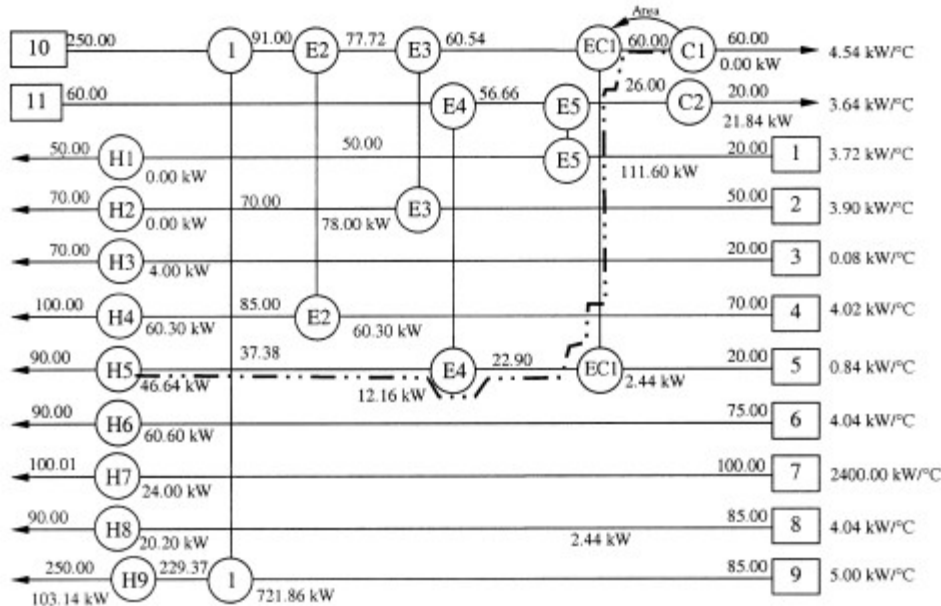 Area
10 250.00 1 91.00 E2 77.72 E3 60.54 EC1 60.00 C1 60.00 4.54 kW/°C
0.00 kW
11 60.00 E4 56.66 E5 26.00 C2 20.00 3.64 kW/°C
21.84 kW
50.00 H1 50.00 E5 20.00 1 3.72 kW/°C
0.00 kW 111.60 kW
70.00 H2 70.00 E3 50.00 2 3.90 kW/°C
0.00 kW 78.00 kW
70.00 H3 20.00 3 0.08 kW/°C
4.00 kW
100.00 H4 85.00 E2 70.00 4 4.02 kW/°C
60.30 kW 60.30 kW
90.00 H5 37.38 E4 22.90 EC1 20.00 5 0.84 kW/°C
46.64 kW 12.16 kW 2.44 kW
90.00 H6 75.00 6 4.04 kW/°C
60.60 kW
100.01 H7 100.00 7 2400.00 kW/°C
24.00 kW
90.00 H8 85.00 8 4.04 kW/°C
20.20 kW 2.44 kW
250.00 H9 229.37 1 85.00 9 5.00 kW/°C
103.14 kW 721.86 kW